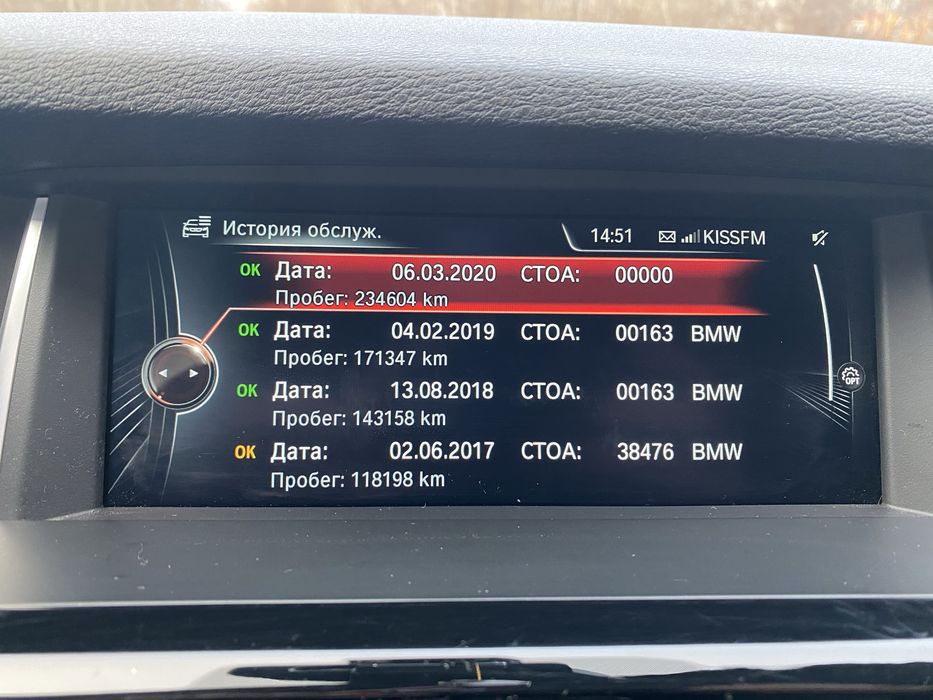 История обслуж. 14:51 KISSFM
OK Дата: 06.03.2020 СТОА: 00000
Пробег: 234604 km
OK Дата: 04.02.2019 СТОА: 00163 BMW
Пробег: 171347 km
OK Дата: 13.08.2018 СТОА: 00163 BMW
Пробег: 143158 km
OPT
OK Дата: 02.06.2017 СТОА: 38476 BMW
Пробег: 118198 km